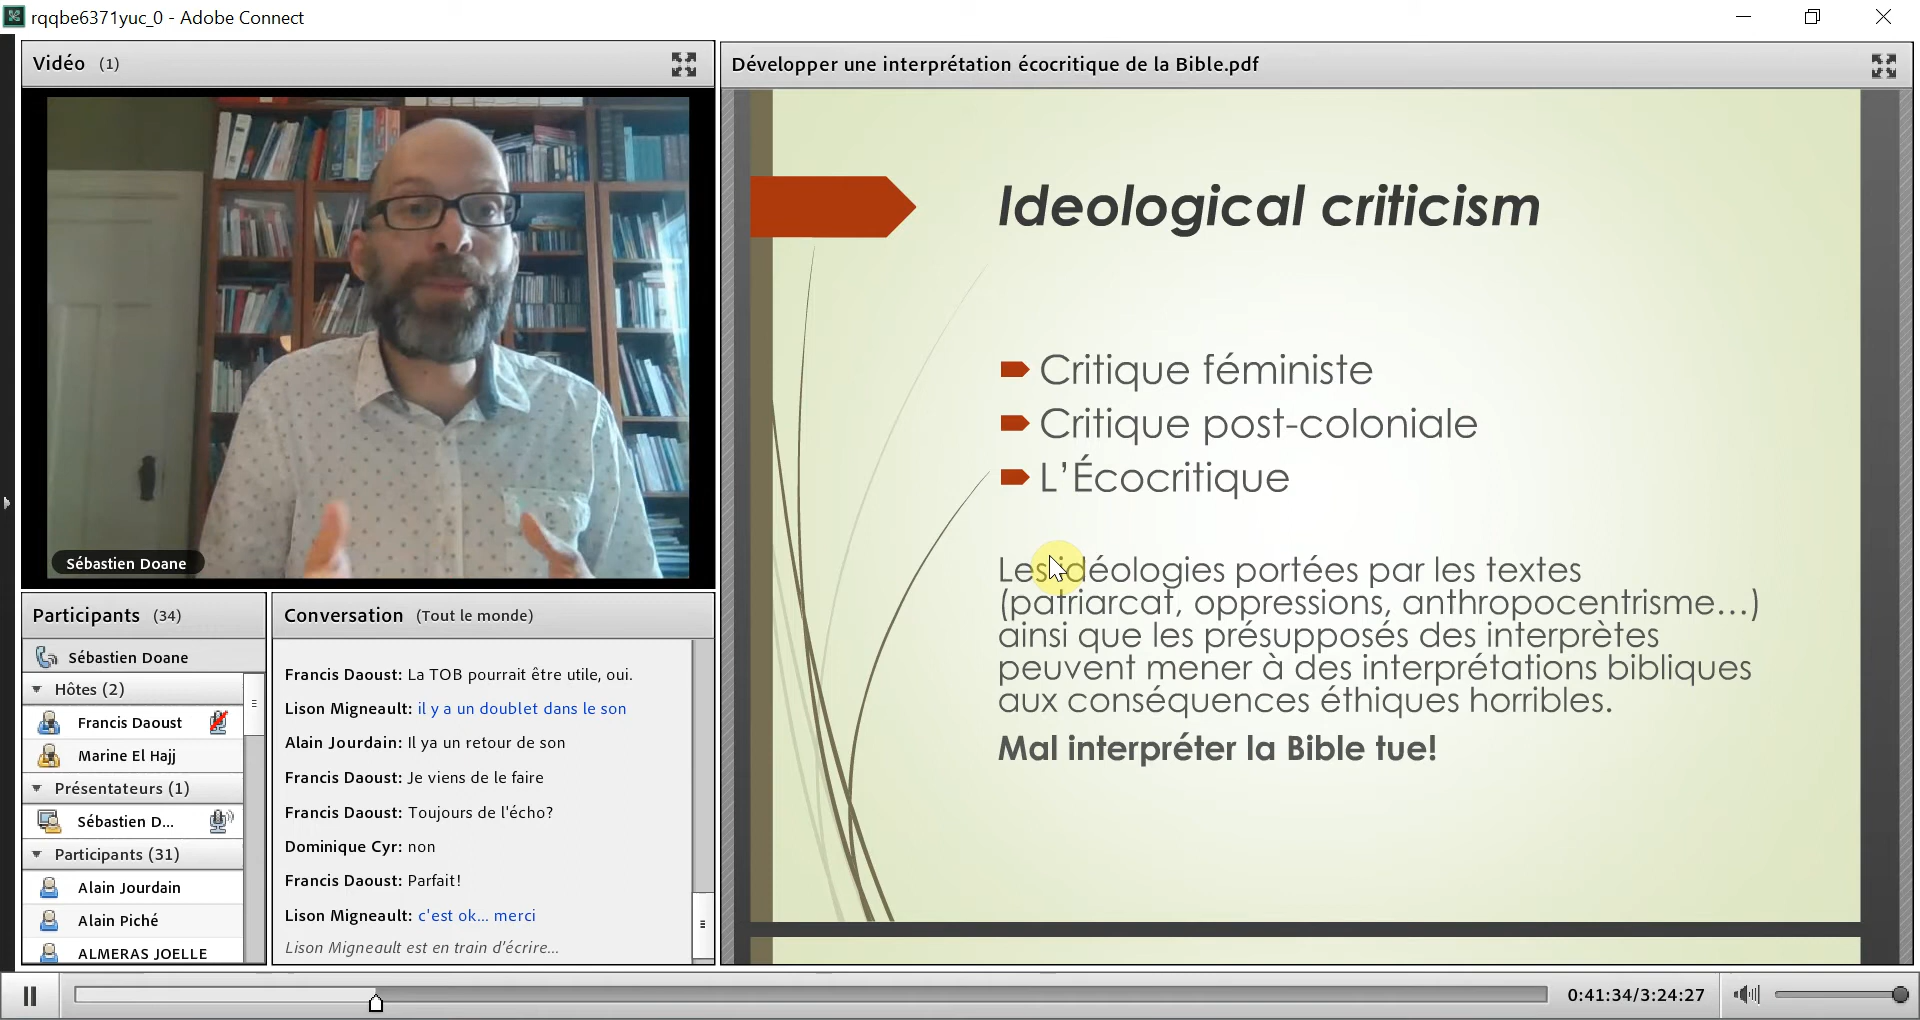 rqqbe6371yuc_0 - Adobe Connect
Vidéo (1)
Sébastien Doane
Participants (34)
Sébastien Doane
Hôtes (2)
Francis Daoust
Marine El Hajj
Présentateurs (1)
Sébastien D...
Participants (31)
Alain Jourdain
Alain Piché
ALMERAS JOELLE
Conversation (Tout le monde)
Francis Daoust: La TOB pourrait être utile, oui.
Lison Migneault: il y a un doublet dans le son
Alain Jourdain: Il ya un retour de son
Francis Daoust: Je viens de le faire
Francis Daoust: Toujours de l'écho?
Dominique Cyr: non
Francis Daoust: Parfait!
Lison Migneault: c'est ok... merci
Lison Migneault est en train d'écrire...
Développer une interprétation écocritique de la Bible.pdf
Ideological criticism
Critique féministe
Critique post-coloniale
L'Écocritique
Les idéologies portées par les textes
(patriarcat, oppressions, anthropocentrisme...)
ainsi que les présupposés des interprètes
peuvent mener à des interprétations bibliques
aux conséquences éthiques horribles.
Mal interpréter la Bible tue!
0:41:34/3:24:27